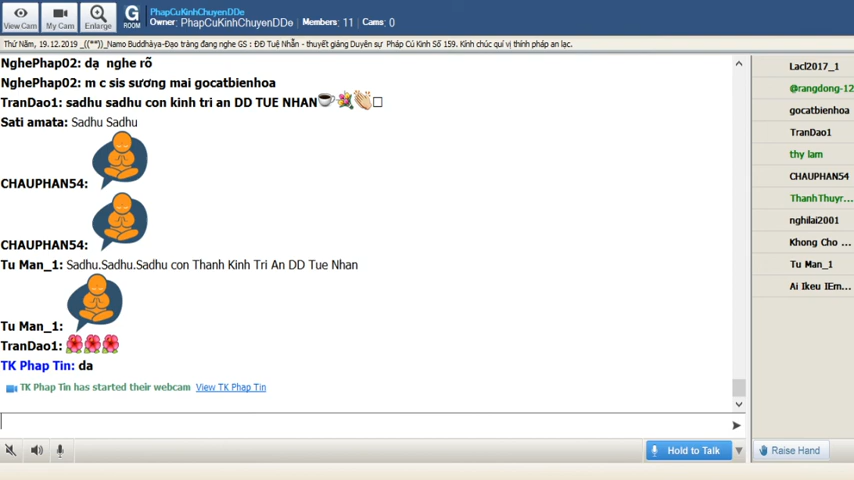 View Cam
My Cam
Enlarge
G
ROOM
PhapCuKinhChuyenDDe
Owner: PhapCuKinhChuyenDDe Members: 11 Cams: 0
Thứ Năm, 19.12.2019 _((**))_Namo Buddhàya-Đạo tràng đang nghe GS : ĐĐ Tuệ Nhẫn - thuyết giảng Duyên sự Pháp Cú Kinh Số 159. Kính chúc quí vị thính pháp an lạc.
NghePhap02: dạ nghe rõ
NghePhap02: m c sis sương mai gocatbienhoa
TranDao1: sadhu sadhu con kinh tri an DD TUE NHAN
Sati amata: Sadhu Sadhu
CHAUPHAN54:
CHAUPHAN54:
Tu Man_1: Sadhu.Sadhu.Sadhu con Thanh Kinh Tri An DD Tue Nhan
Tu Man_1:
TranDao1:
TK Phap Tin: da
TK Phap Tin has started their webcam View TK Phap Tin
Hold to Talk
Lacl2017_1
@rangdong-12
gocatbienhoa
TranDao1
thy lam
CHAUPHAN54
ThanhThuyr...
nghilai2001
Khong Cho ...
Tu Man_1
Ai Ikeu IEm...
Raise Hand